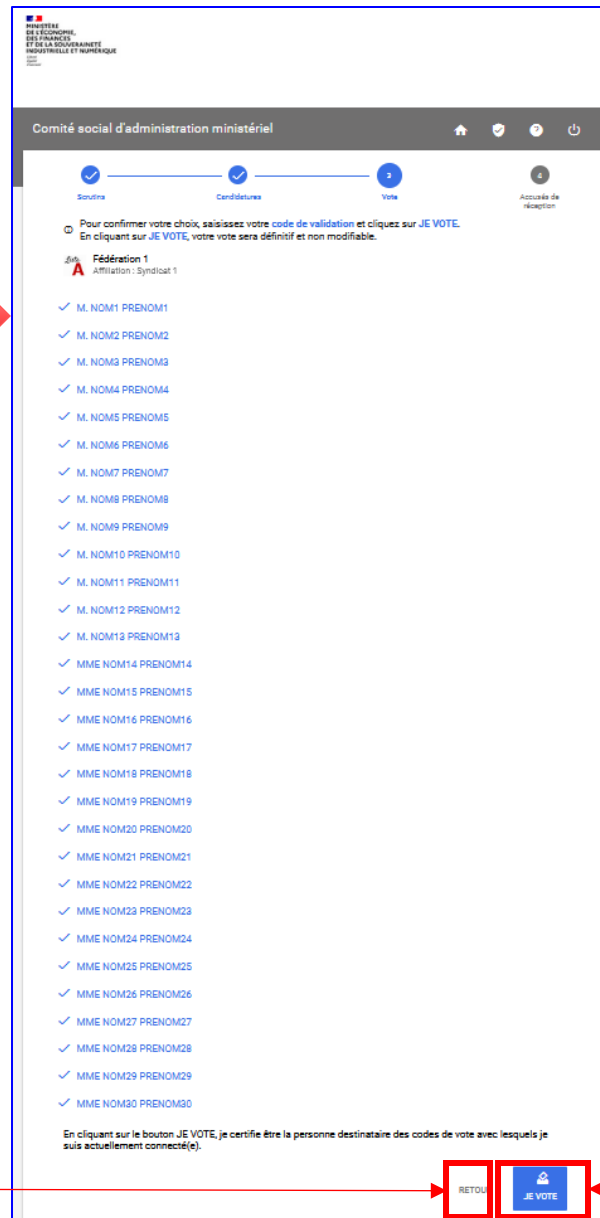 MINISTÈRE
DE L'ÉCONOMIE,
DES FINANCES
ET DE LA SOUVERAINETÉ
INDUSTRIELLE ET NUMÉRIQUE
Comité social d'administration ministériel
3
4
Scrutins
Candidatures
Vote
Accusés de
réception
Pour confirmer votre choix, saisissez votre code de validation et cliquez sur JE VOTE.
En cliquant sur JE VOTE, votre vote sera définitif et non modifiable.
Liste
A
Fédération 1
Affiliation : Syndicat 1
M. NOM1 PRENOM1
M. NOM2 PRENOM2
M. NOM3 PRENOM3
M. NOM4 PRENOM4
M. NOM5 PRENOM5
M. NOM6 PRENOM6
M. NOM7 PRENOM7
M. NOM8 PRENOM8
M. NOM9 PRENOM9
M. NOM10 PRENOM10
M. NOM11 PRENOM11
M. NOM12 PRENOM12
M. NOM13 PRENOM13
MME NOM14 PRENOM14
MME NOM15 PRENOM15
MME NOM16 PRENOM16
MME NOM17 PRENOM17
MME NOM18 PRENOM18
MME NOM19 PRENOM19
MME NOM20 PRENOM20
MME NOM21 PRENOM21
MME NOM22 PRENOM22
MME NOM23 PRENOM23
MME NOM24 PRENOM24
MME NOM25 PRENOM25
MME NOM26 PRENOM26
MME NOM27 PRENOM27
MME NOM28 PRENOM28
MME NOM29 PRENOM29
MME NOM30 PRENOM30
En cliquant sur le bouton JE VOTE, je certifie être la personne destinataire des codes de vote avec lesquels je
suis actuellement connecté(e).
RETOU
JE VOTE